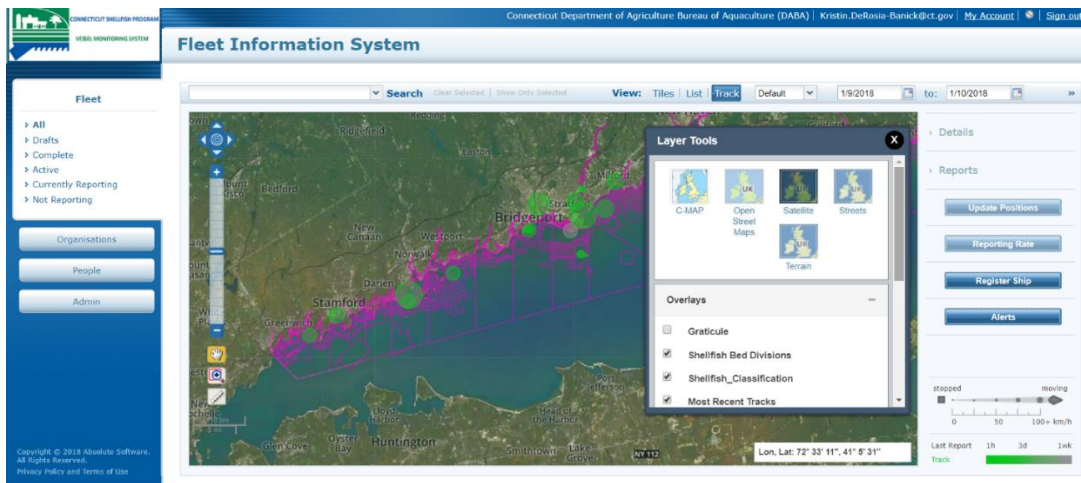 CONNECTICUT SHELLFISH PROGRAM
VESSEL MONITORING SYSTEM
Connecticut Department of Agriculture Bureau of Aquaculture (DABA) | Kristin.DeRosia-Banick@ct.gov | My Account | Sign out
Fleet Information System
Search Clear Selected | Show Only Selected View: Tiles | List | Track Default 1/9/2018 to: 1/10/2018 »
Fleet
All
Drafts
Complete
Active
Currently Reporting
Not Reporting
Organisations
People
Admin
Copyright © 2018 Absolute Software.
All Rights Reserved.
Privacy Policy and Terms of Use
Redding
Ridgefield
Easton
Bedford
Milford
Stratford
Bridgeport
New
Canaan
Westport
Norwalk
Darien
Stamford
Greenwich
Port
Jefferson
Lloyd
Harbor
Head of
the Harbor
Glen Cove
Oyster
Bay
Huntington
Smithtown
Lake
Grove
NY 112
Layer Tools X
UK UK UK
C-MAP Open Street Maps Satellite Streets
UK
Terrain
Overlays −
Graticule
Shellfish Bed Divisions
Shellfish_Classification
Most Recent Tracks
Lon, Lat: 72° 33' 11", 41° 5' 31"
Details
Reports
Update Positions
Reporting Rate
Register Ship
Alerts
stopped moving
0 50 100+ km/h
Last Report 1h 3d 1wk
Track